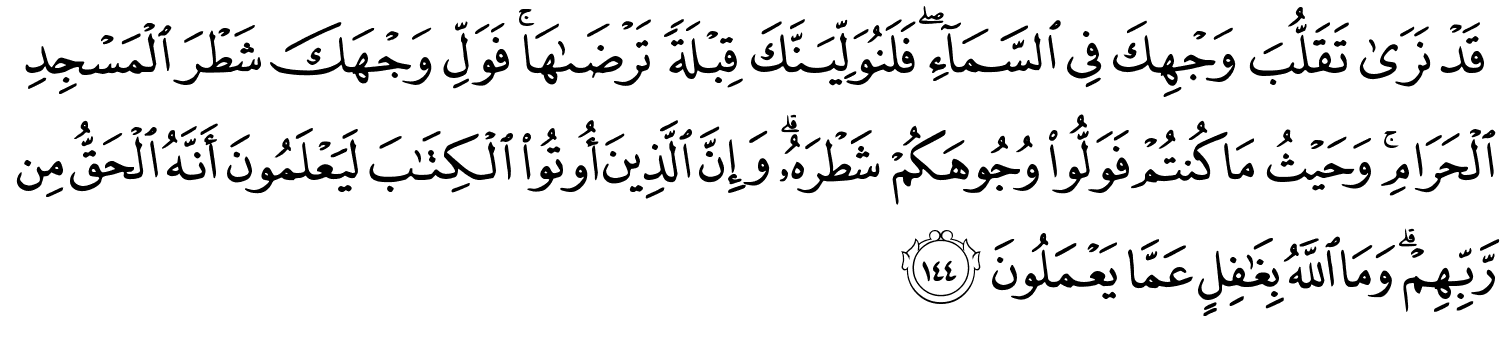 قَدْ نَرَىٰ تَقَلُّبَ وَجْهِكَ فِي ٱلسَّمَآءِۖ فَلَنُوَلِّيَنَّكَ قِبْلَةً تَرْضَىٰهَاۚ فَوَلِّ وَجْهَكَ شَطْرَ ٱلْمَسْجِدِ
ٱلْحَرَامِۚ وَحَيْثُ مَا كُنتُمْ فَوَلُّوا۟ وُجُوهَكُمْ شَطْرَهُۥۗ وَإِنَّ ٱلَّذِينَ أُوتُوا۟ ٱلْكِتَـٰبَ لَيَعْلَمُونَ أَنَّهُ ٱلْحَقُّ مِن
رَّبِّهِمْۗ وَمَا ٱللَّهُ بِغَـٰفِلٍ عَمَّا يَعْمَلُونَ ١٤٤